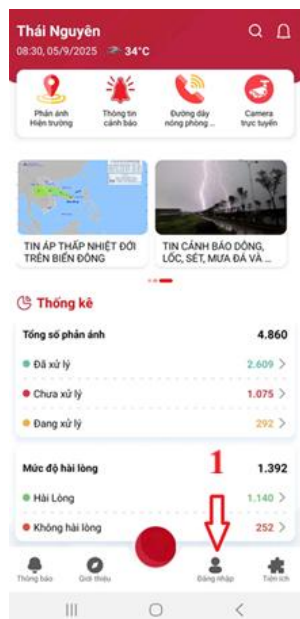 Thái Nguyên
08:30, 05/9/2025 34°C
Phản ánh Hiện trường
Thông tin cảnh báo
Đường dây nóng phòng ...
Camera trực tuyến
TIN ÁP THẤP NHIỆT ĐỚI TRÊN BIỂN ĐÔNG
TIN CẢNH BÁO DÔNG, LỐC, SÉT, MƯA ĐÁ VÀ ...
Thống kê
Tổng số phản ánh 4.860
Đã xử lý 2.609 >
Chưa xử lý 1.075 >
Đang xử lý 292 >
Mức độ hài lòng 1.392
1
Hài Lòng 1.140 >
Không hài lòng 252 >
Thông báo Giới thiệu Đăng nhập Tiện ích